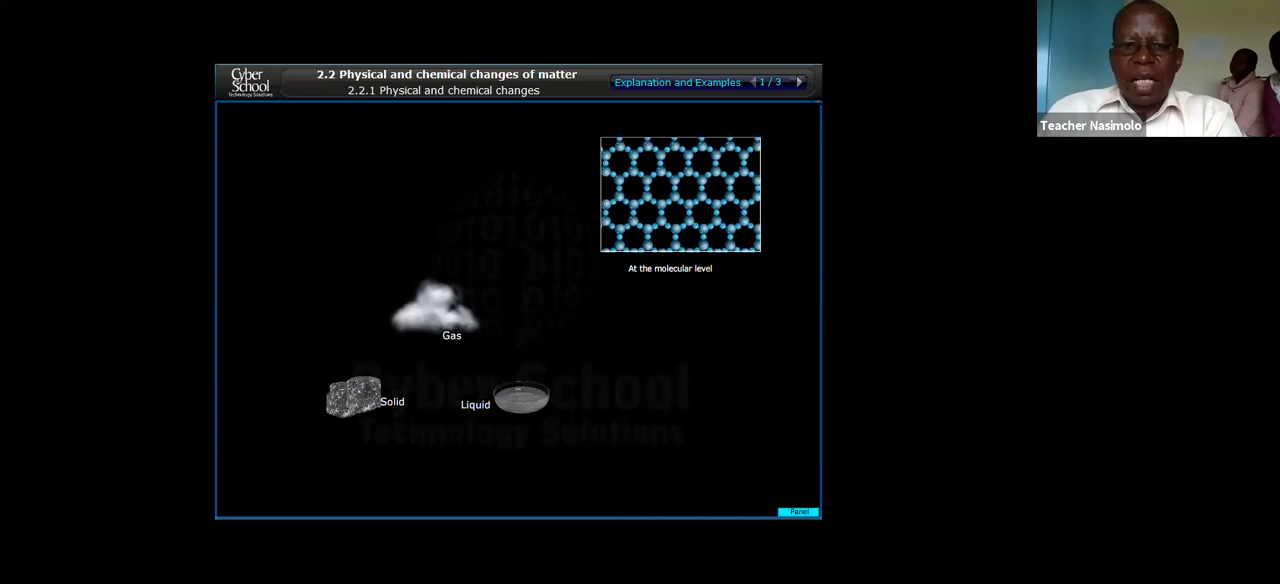 Cyber
School
Technology Solutions
2.2 Physical and chemical changes of matter
2.2.1 Physical and chemical changes
Explanation and Examples
1 / 3
Teacher Nasimolo
At the molecular level
Gas
Solid
Liquid
Cyber School
Technology Solutions
Panel